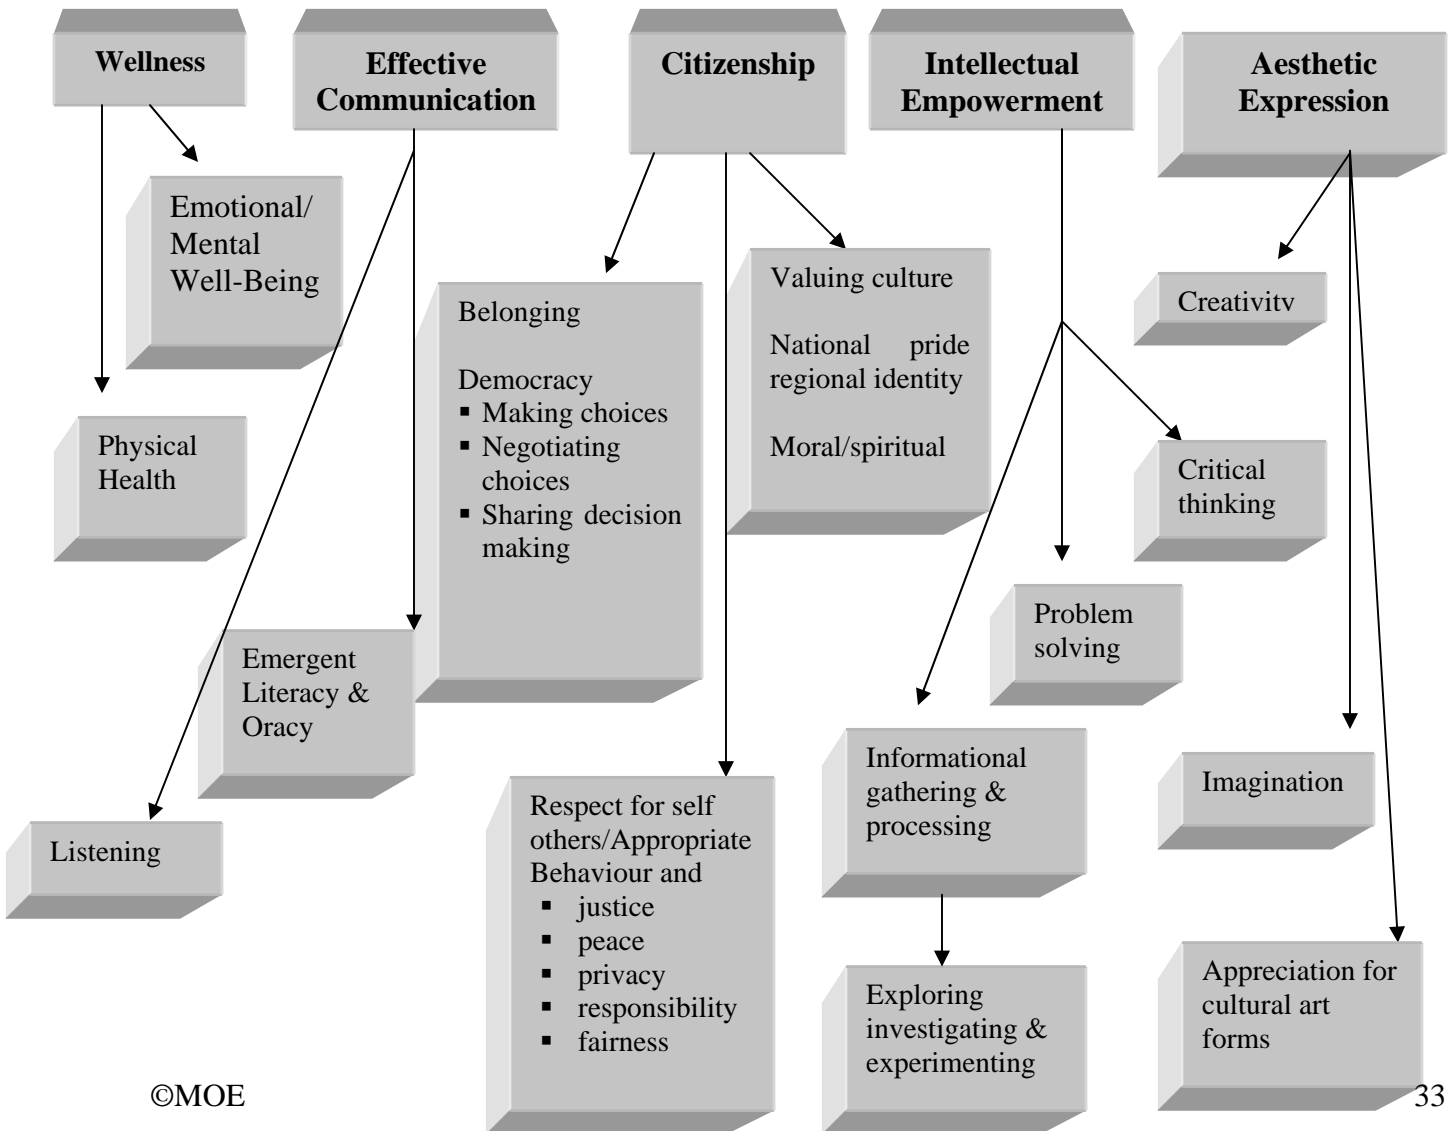 Wellness
Effective
Communication
Citizenship
Intellectual
Empowerment
Aesthetic
Expression
Emotional/
Mental
Well-Being
Physical
Health
Emergent
Literacy &
Oracy
Listening
Belonging
Democracy
▪ Making choices
▪ Negotiating
choices
▪ Sharing decision
making
Valuing culture
National pride
regional identity
Moral/spiritual
Respect for self
others/Appropriate
Behaviour and
▪ justice
▪ peace
▪ privacy
▪ responsibility
▪ fairness
Critical
thinking
Problem
solving
Informational
gathering &
processing
Exploring
investigating &
experimenting
Creativity
Imagination
Appreciation for
cultural art
forms
©MOE
33